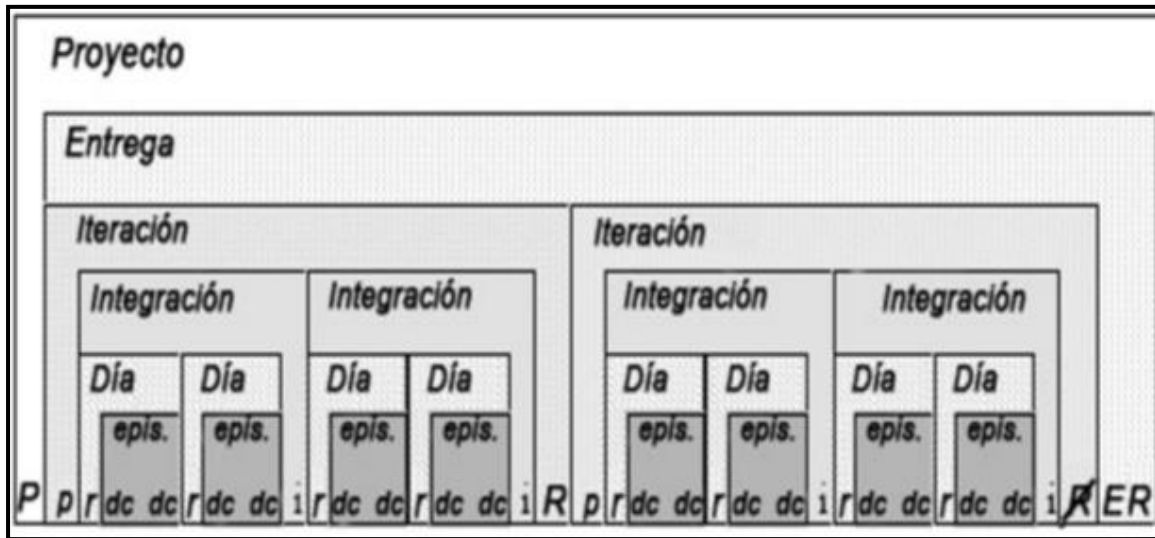 Proyecto
Entrega
Iteración Iteración
Integración Integración Integración Integración
Día Día Día Día Día Día Día Día
epis. epis. epis. epis. epis. epis. epis. epis.
P p r dc dc r dc dc i r dc dc r dc dc i R p r dc dc r dc dc i r dc dc r dc dc i R ER